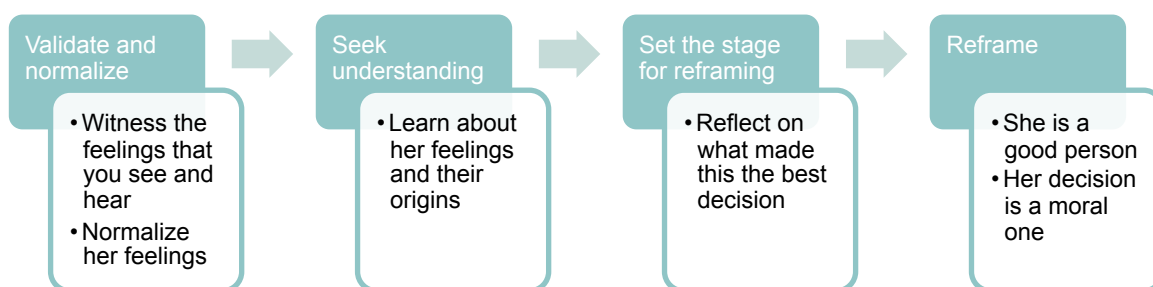 Validate and
normalize
• Witness the
feelings that
you see and
hear
• Normalize
her feelings
Seek
understanding
• Learn about
her feelings
and their
origins
Set the stage
for reframing
• Reflect on
what made
this the best
decision
Reframe
• She is a
good person
• Her decision
is a moral
one